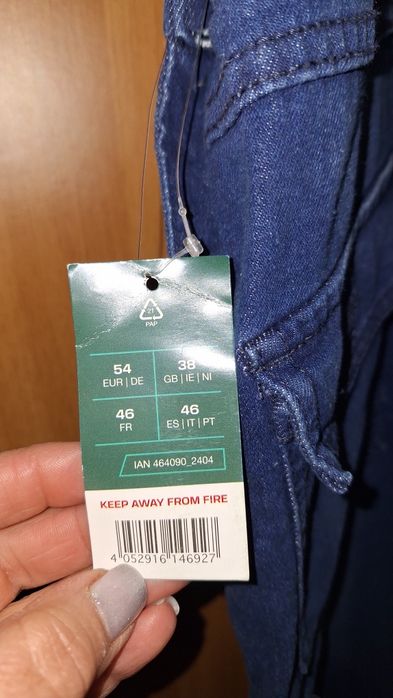 21
PAP
54
EUR | DE
38
GB | IE | NI
46
FR
46
ES | IT | PT
IAN 464090_2404
KEEP AWAY FROM FIRE
4 052916 146927